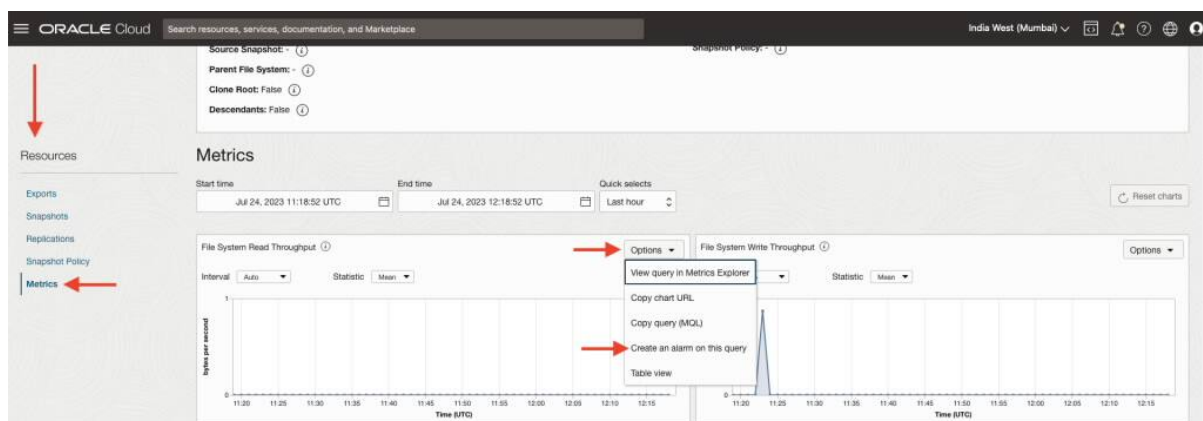 ORACLE Cloud
Search resources, services, documentation, and Marketplace
India West (Mumbai)
Source Snapshot: -
Snapshot Policy: -
Parent File System: -
Clone Root: False
Descendants: False
Resources
Exports
Snapshots
Replications
Snapshot Policy
Metrics
Metrics
Start time
End time
Quick selects
Jul 24, 2023 11:18:52 UTC
Jul 24, 2023 12:18:52 UTC
Last hour
Reset charts
File System Read Throughput
Options
Interval Auto
Statistic Mean
View query in Metrics Explorer
Copy chart URL
Copy query (MQL)
Create an alarm on this query
Table view
bytes per second
1
0
11:20 11:25 11:30 11:35 11:40 11:45 11:50 11:55 12:00 12:05 12:10 12:15
Time (UTC)
File System Write Throughput
Options
Statistic Mean
0
11:20 11:25 11:30 11:35 11:40 11:45 11:50 11:55 12:00 12:05 12:10 12:15
Time (UTC)